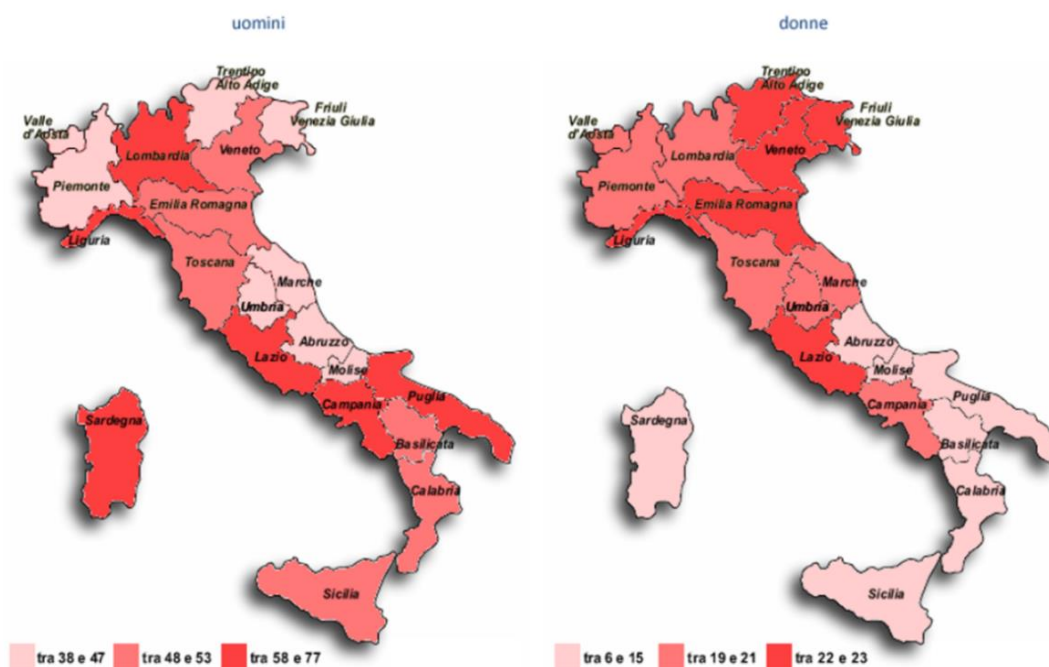 uomini
Trentino
Alto Adige
Friuli
Venezia Giulia
Valle
d'Aosta
Lombardia
Veneto
Piemonte
Emilia Romagna
Liguria
Toscana
Marche
Umbria
Abruzzo
Lazio
Molise
Campania
Puglia
Sardegna
Basilicata
Calabria
Sicilia
tra 38 e 47
tra 48 e 53
tra 58 e 77
donne
Trentino
Alto Adige
Friuli
Venezia Giulia
Valle
d'Aosta
Lombardia
Veneto
Piemonte
Emilia Romagna
Liguria
Toscana
Marche
Umbria
Abruzzo
Lazio
Molise
Campania
Puglia
Sardegna
Basilicata
Calabria
Sicilia
tra 6 e 15
tra 19 e 21
tra 22 e 23